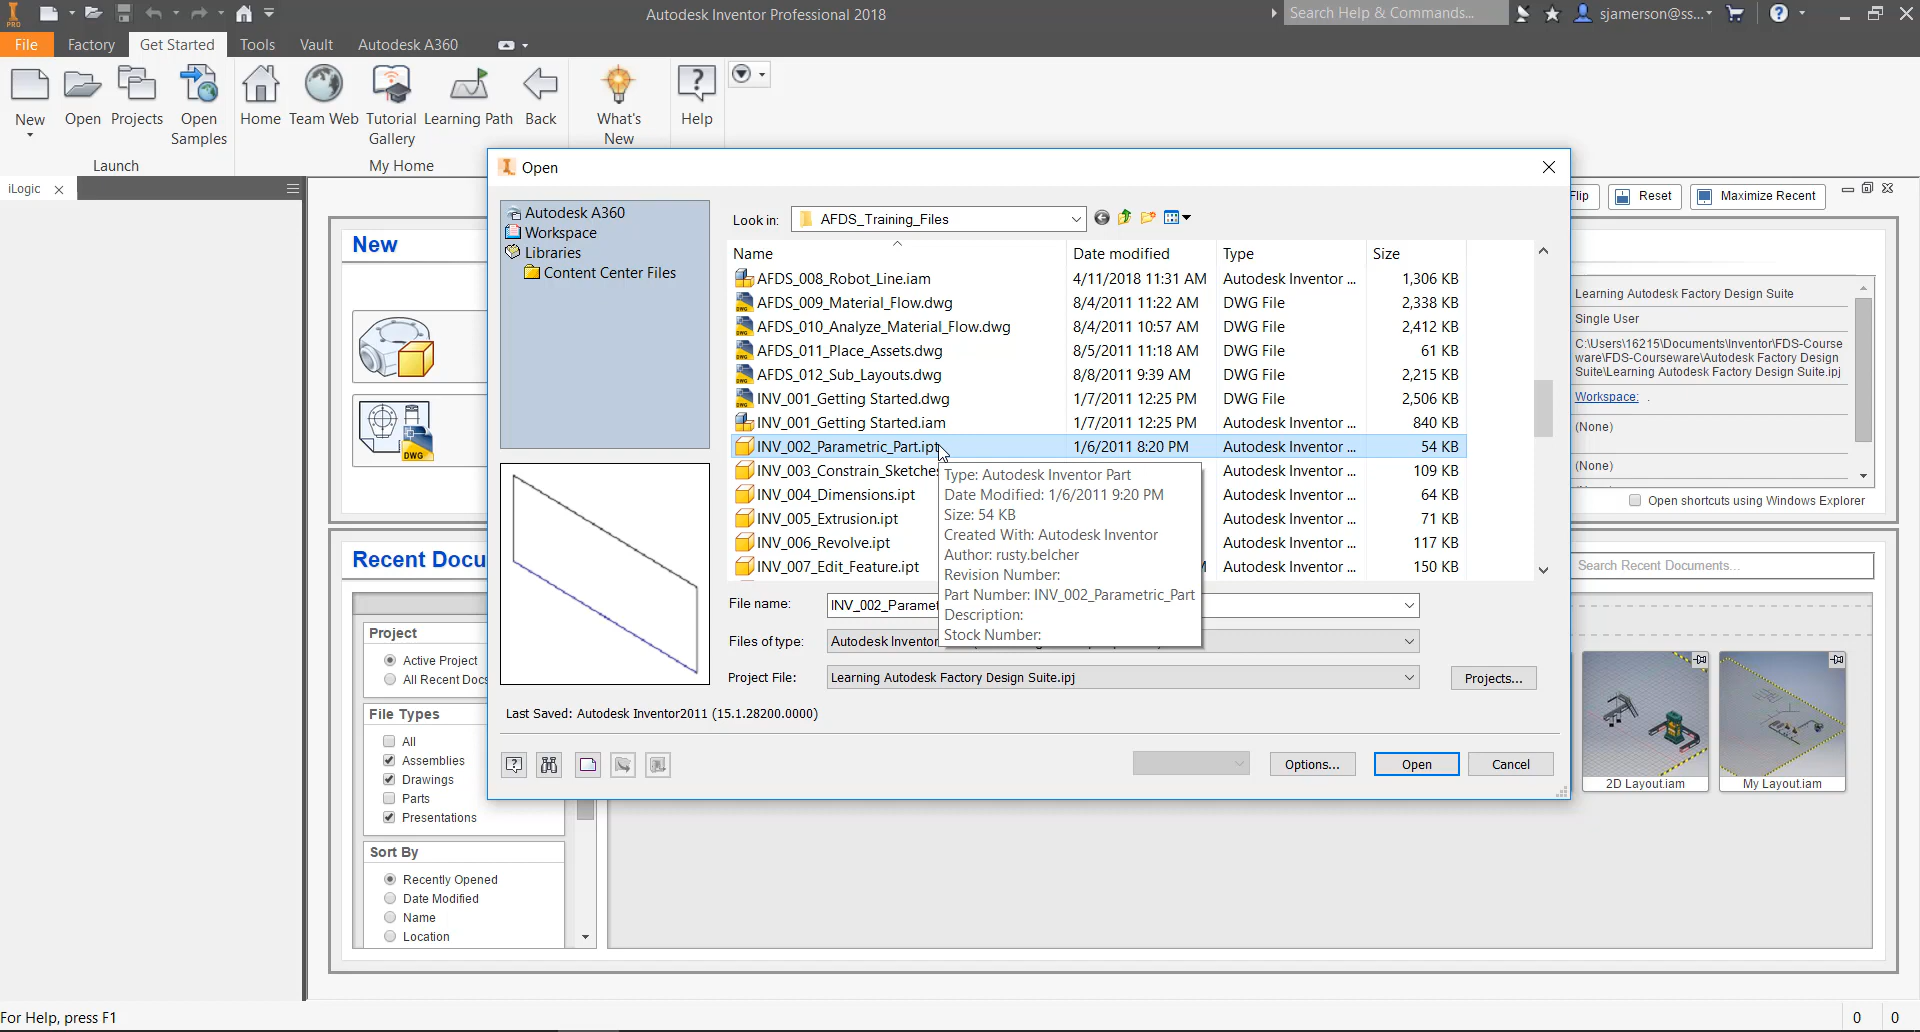 PRO
Autodesk Inventor Professional 2018
Search Help & Commands...
sjamerson@ss...
File
Factory
Get Started
Tools
Vault
Autodesk A360
New
Open
Projects
Open Samples
Home
Team Web
Tutorial Gallery
Learning Path
Back
What's New
Help
Launch
My Home
iLogic
Flip
Reset
Maximize Recent
New
DWG
Recent Docu
Project
Active Project
All Recent Docs
File Types
All
Assemblies
Drawings
Parts
Presentations
Sort By
Recently Opened
Date Modified
Name
Location
Open
Autodesk A360
Workspace
Libraries
Content Center Files
Look in:
AFDS_Training_Files
Name Date modified Type Size
AFDS_008_Robot_Line.iam 4/11/2018 11:31 AM Autodesk Inventor ... 1,306 KB
AFDS_009_Material_Flow.dwg 8/4/2011 11:22 AM DWG File 2,338 KB
AFDS_010_Analyze_Material_Flow.dwg 8/4/2011 10:57 AM DWG File 2,412 KB
AFDS_011_Place_Assets.dwg 8/5/2011 11:18 AM DWG File 61 KB
AFDS_012_Sub_Layouts.dwg 8/8/2011 9:39 AM DWG File 2,215 KB
INV_001_Getting Started.dwg 1/7/2011 12:25 PM DWG File 2,506 KB
INV_001_Getting Started.iam 1/7/2011 12:25 PM Autodesk Inventor ... 840 KB
INV_002_Parametric_Part.ipt 1/6/2011 8:20 PM Autodesk Inventor ... 54 KB
INV_003_Constrain_Sketches Autodesk Inventor ... 109 KB
INV_004_Dimensions.ipt Autodesk Inventor ... 64 KB
INV_005_Extrusion.ipt Autodesk Inventor ... 71 KB
INV_006_Revolve.ipt Autodesk Inventor ... 117 KB
INV_007_Edit_Feature.ipt Autodesk Inventor ... 150 KB
Type: Autodesk Inventor Part
Date Modified: 1/6/2011 9:20 PM
Size: 54 KB
Created With: Autodesk Inventor
Author: rusty.belcher
Revision Number:
Part Number: INV_002_Parametric_Part
Description:
Stock Number:
File name: INV_002_Paramet
Files of type: Autodesk Inventor
Project File: Learning Autodesk Factory Design Suite.ipj
Projects...
Last Saved: Autodesk Inventor2011 (15.1.28200.0000)
Options...
Open
Cancel
Learning Autodesk Factory Design Suite
Single User
C:\Users\16215\Documents\Inventor\FDS-Course
ware\FDS-Courseware\Autodesk Factory Design
Suite\Learning Autodesk Factory Design Suite.ipj
Workspace: .
(None)
(None)
Open shortcuts using Windows Explorer
Search Recent Documents...
2D Layout.iam
My Layout.iam
For Help, press F1
0 0